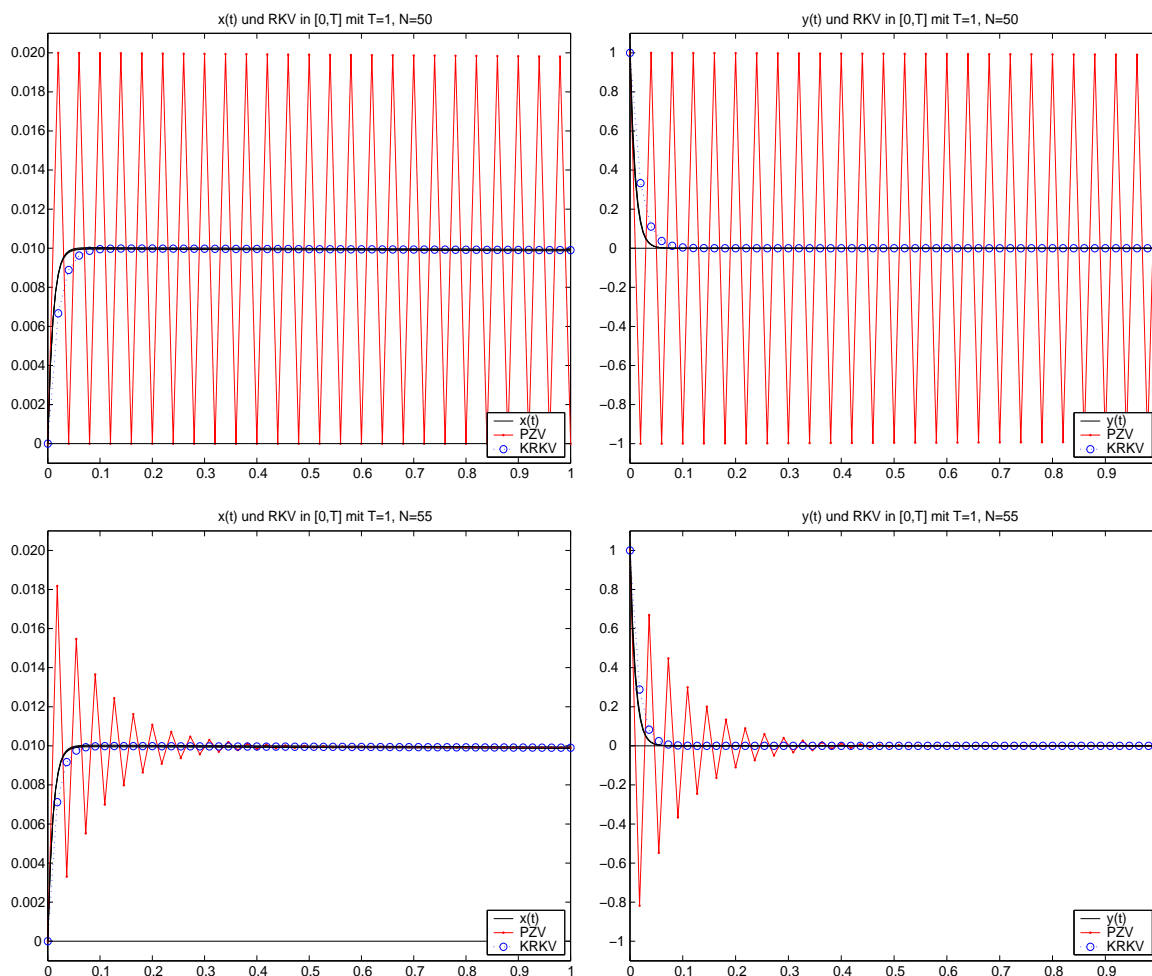 x(t) und RKV in [0,T] mit T=1, N=50
0.020
0.018
0.016
0.014
0.012
0.010
0.008
0.006
0.004
0.002
0
x(t)
PZV
KRKV
0 0.1 0.2 0.3 0.4 0.5 0.6 0.7 0.8 0.9 1
y(t) und RKV in [0,T] mit T=1, N=50
1
0.8
0.6
0.4
0.2
0
−0.2
−0.4
−0.6
−0.8
−1
y(t)
PZV
KRKV
0 0.1 0.2 0.3 0.4 0.5 0.6 0.7 0.8 0.9
x(t) und RKV in [0,T] mit T=1, N=55
0.020
0.018
0.016
0.014
0.012
0.010
0.008
0.006
0.004
0.002
0
x(t)
PZV
KRKV
0 0.1 0.2 0.3 0.4 0.5 0.6 0.7 0.8 0.9 1
y(t) und RKV in [0,T] mit T=1, N=55
1
0.8
0.6
0.4
0.2
0
−0.2
−0.4
−0.6
−0.8
−1
y(t)
PZV
KRKV
0 0.1 0.2 0.3 0.4 0.5 0.6 0.7 0.8 0.9